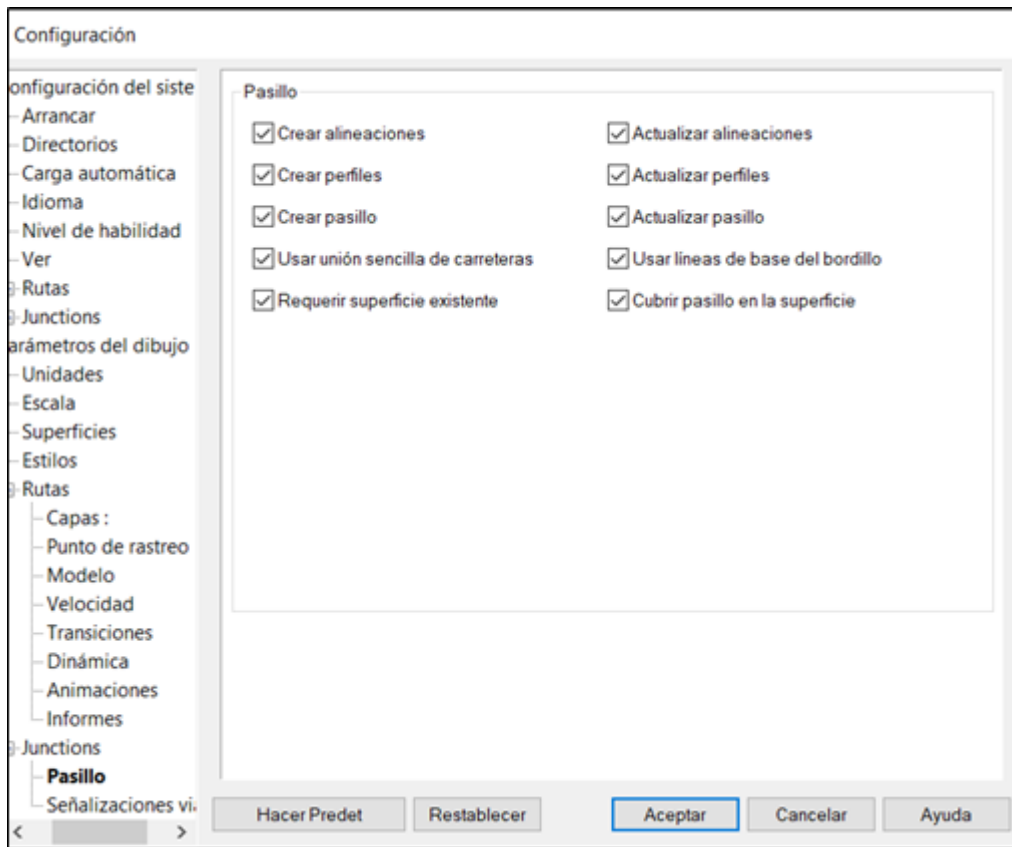 Configuración
onfiguración del siste
Arrancar
Directorios
Carga automática
Idioma
Nivel de habilidad
Ver
Rutas
Junctions
arámetros del dibujo
Unidades
Escala
Superficies
Estilos
Rutas
Capas :
Punto de rastreo
Modelo
Velocidad
Transiciones
Dinámica
Animaciones
Informes
Junctions
Pasillo
Señalizaciones via
Pasillo
Crear alineaciones
Actualizar alineaciones
Crear perfiles
Actualizar perfiles
Crear pasillo
Actualizar pasillo
Usar unión sencilla de carreteras
Usar líneas de base del bordillo
Requerir superficie existente
Cubrir pasillo en la superficie
Hacer Predet
Restablecer
Aceptar
Cancelar
Ayuda